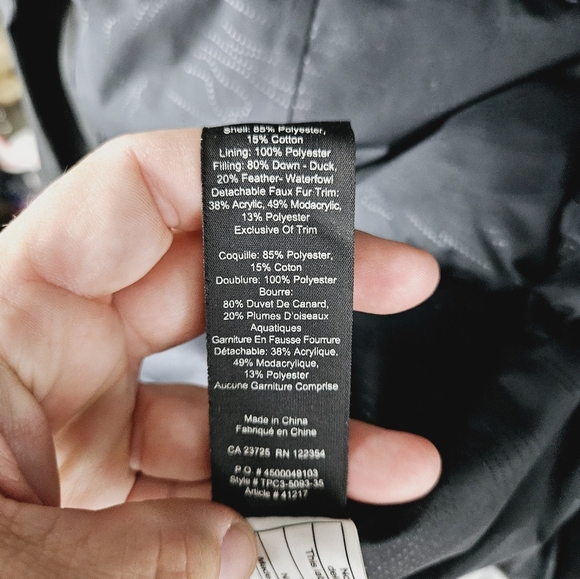 Shell: 85% Polyester,
15% Cotton
Lining: 100% Polyester
Filling: 80% Down - Duck,
20% Feather- Waterfowl
Detachable Faux Fur Trim:
38% Acrylic, 49% Modacrylic,
13% Polyester
Exclusive Of Trim
Coquille: 85% Polyester,
15% Coton
Doublure: 100% Polyester
Bourre:
80% Duvet De Canard,
20% Plumes D'oiseaux
Aquatiques
Garniture En Fausse Fourrure
Détachable: 38% Acrylique,
49% Modacrylique,
13% Polyester
Aucune Garniture Comprise
Made in China
Fabriqué en Chine
CA 23725 RN 122354
P.O. # 4500049103
Style # TPC3-5093-35
Article # 41217